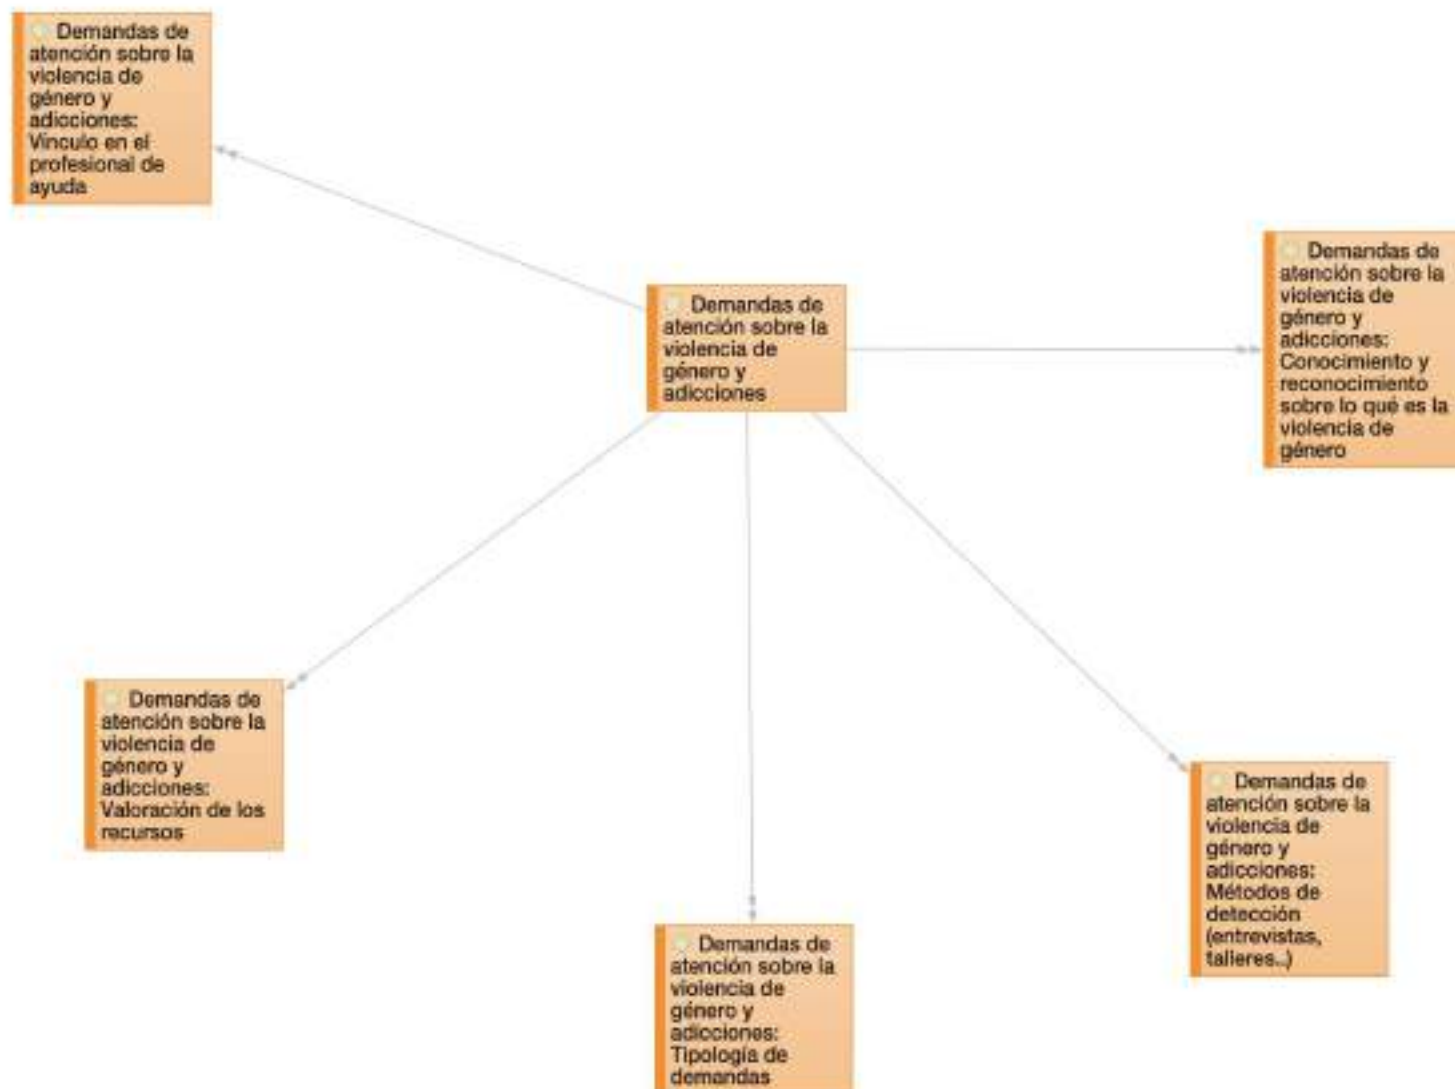 Demandas de
atención sobre la
violencia de
género y
adicciones:
Vinculo en el
profesional de
ayuda
Demandas de
atención sobre la
violencia de
género y
adicciones
Demandas de
atención sobre la
violencia de
género y
adicciones:
Conocimiento y
reconocimiento
sobre lo qué es la
violencia de
género
Demandas de
atención sobre la
violencia de
género y
adicciones:
Valoración de los
recursos
Demandas de
atención sobre la
violencia de
género y
adicciones:
Tipología de
demandas
Demandas de
atención sobre la
violencia de
género y
adicciones:
Métodos de
detección
(entrevistas,
talleres..)